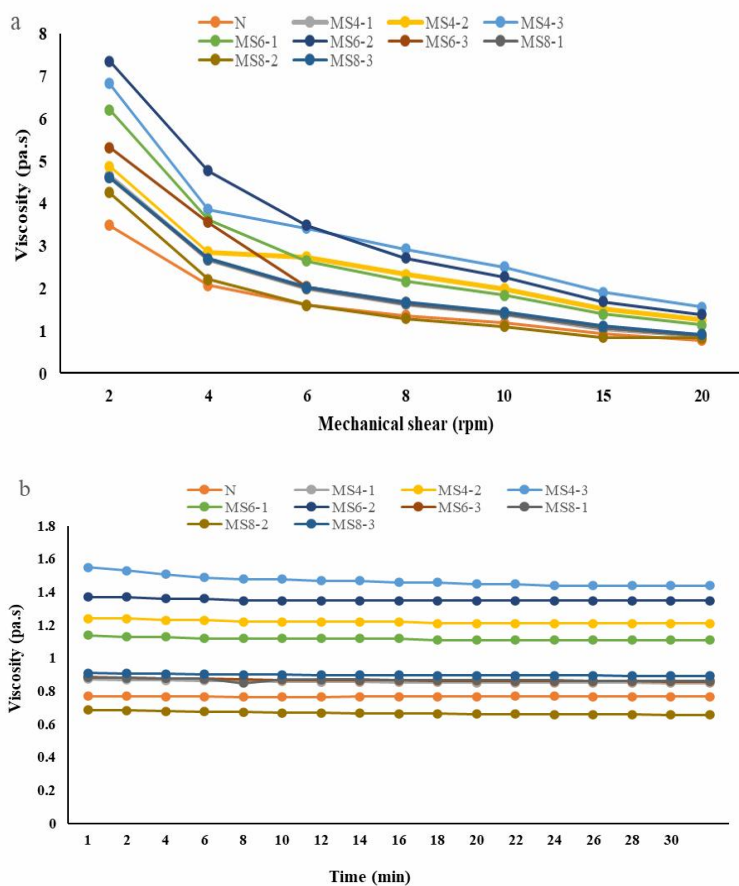 a
N MS4-1 MS4-2 MS4-3
MS6-1 MS6-2 MS6-3 MS8-1
MS8-2 MS8-3
8
7
6
5
4
3
2
1
0
Viscosity (pa.s)
2 4 6 8 10 15 20
Mechanical shear (rpm)
b
N MS4-1 MS4-2 MS4-3
MS6-1 MS6-2 MS6-3 MS8-1
MS8-2 MS8-3
1.8
1.6
1.4
1.2
1
0.8
0.6
0.4
0.2
0
Viscosity (pa.s)
1 2 4 6 8 10 12 14 16 18 20 22 24 26 28 30
Time (min)